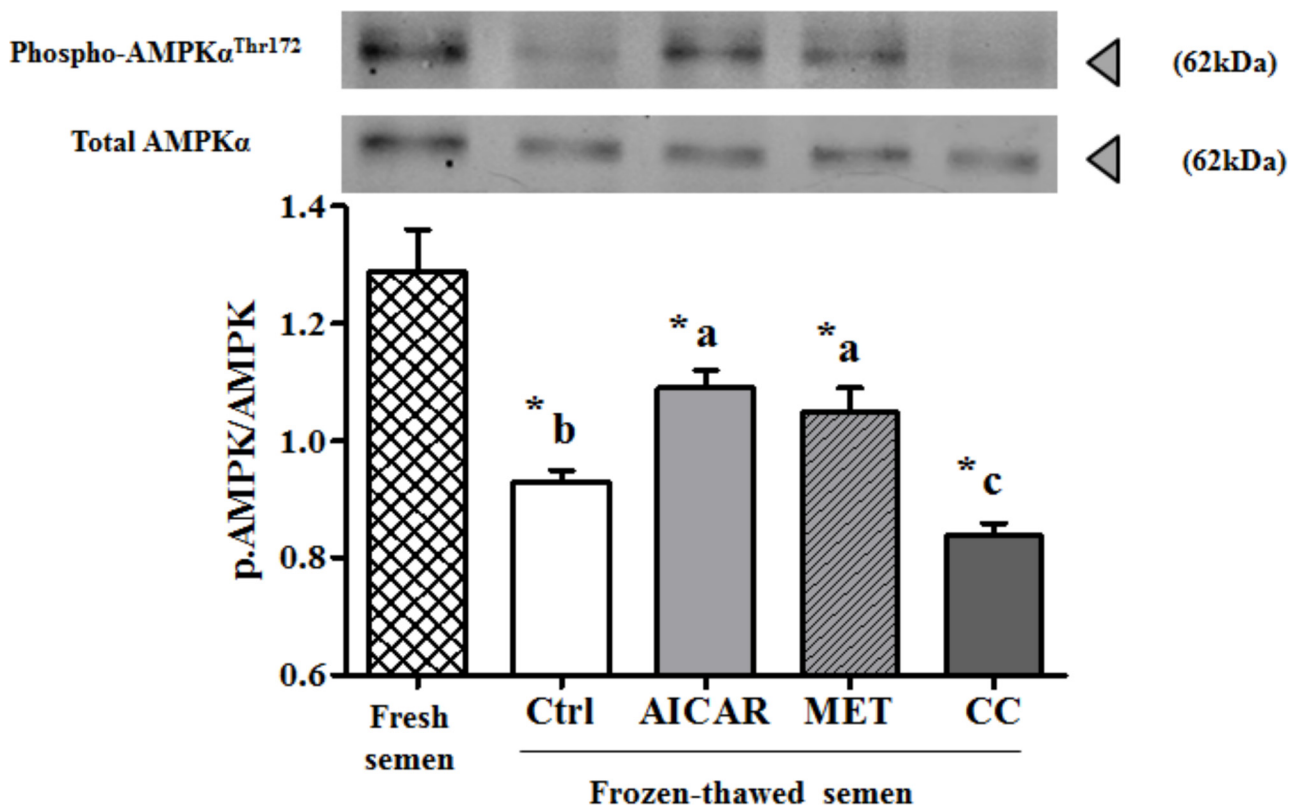 Phospho-AMPKα^Thr172 (62kDa)
Total AMPKα (62kDa)
p.AMPK/AMPK
1.4
1.2
1.0
0.8
0.6
* b
* a
* a
* c
Fresh semen
Ctrl AICAR MET CC
Frozen-thawed semen